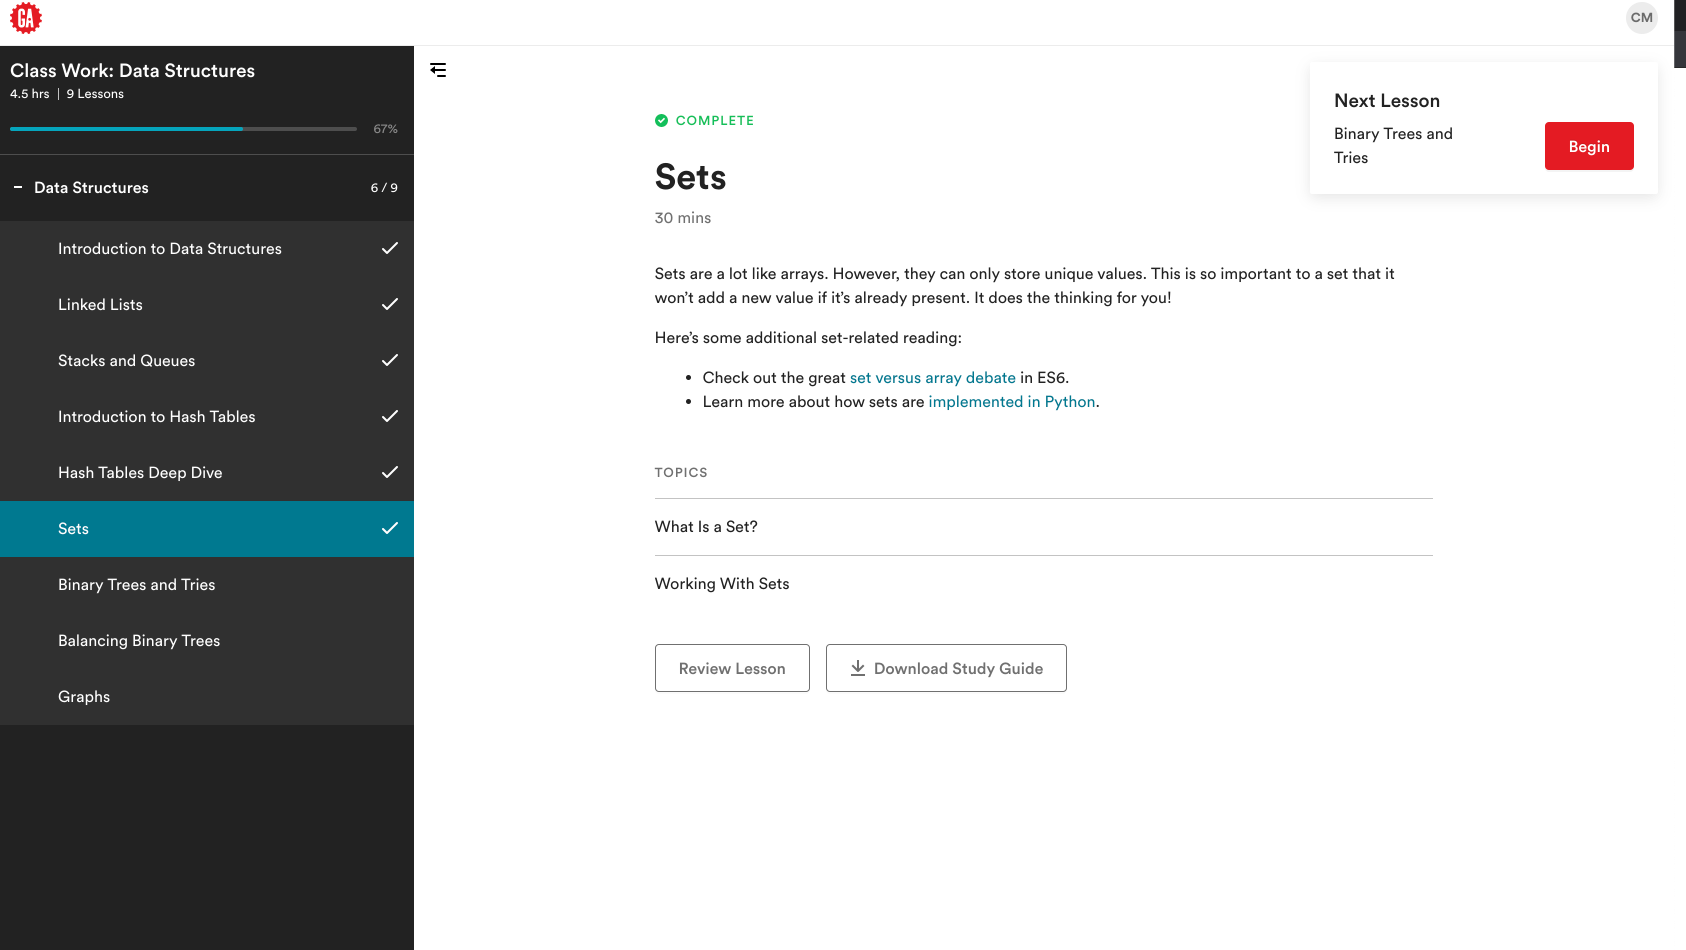 GA
CM
Class Work: Data Structures
4.5 hrs | 9 Lessons
67%
Data Structures 6 / 9
Introduction to Data Structures
Linked Lists
Stacks and Queues
Introduction to Hash Tables
Hash Tables Deep Dive
Sets
Binary Trees and Tries
Balancing Binary Trees
Graphs
COMPLETE
Sets
30 mins
Sets are a lot like arrays. However, they can only store unique values. This is so important to a set that it
won’t add a new value if it’s already present. It does the thinking for you!
Here’s some additional set-related reading:
• Check out the great set versus array debate in ES6.
• Learn more about how sets are implemented in Python.
TOPICS
What Is a Set?
Working With Sets
Review Lesson
Download Study Guide
Next Lesson
Binary Trees and
Tries
Begin